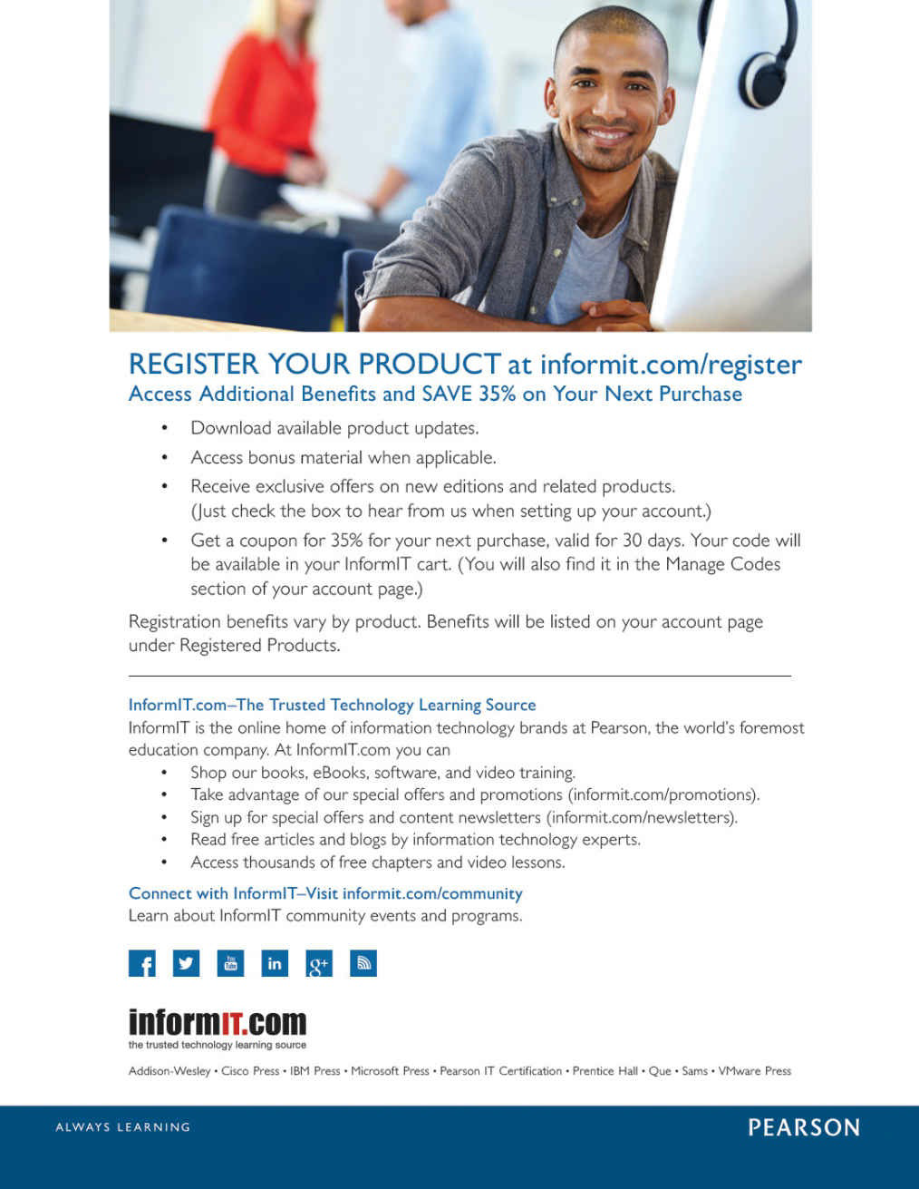 REGISTER YOUR PRODUCT at informit.com/register
Access Additional Benefits and SAVE 35% on Your Next Purchase
• Download available product updates.
• Access bonus material when applicable.
• Receive exclusive offers on new editions and related products.
(Just check the box to hear from us when setting up your account.)
• Get a coupon for 35% for your next purchase, valid for 30 days. Your code will
be available in your InformIT cart. (You will also find it in the Manage Codes
section of your account page.)
Registration benefits vary by product. Benefits will be listed on your account page
under Registered Products.
InformIT.com–The Trusted Technology Learning Source
InformIT is the online home of information technology brands at Pearson, the world's foremost
education company. At InformIT.com you can
• Shop our books, eBooks, software, and video training.
• Take advantage of our special offers and promotions (informit.com/promotions).
• Sign up for special offers and content newsletters (informit.com/newsletters).
• Read free articles and blogs by information technology experts.
• Access thousands of free chapters and video lessons.
Connect with InformIT–Visit informit.com/community
Learn about InformIT community events and programs.
f You Tube in g+
informIT.com
the trusted technology learning source
Addison-Wesley • Cisco Press • IBM Press • Microsoft Press • Pearson IT Certification • Prentice Hall • Que • Sams • VMware Press
ALWAYS LEARNING PEARSON